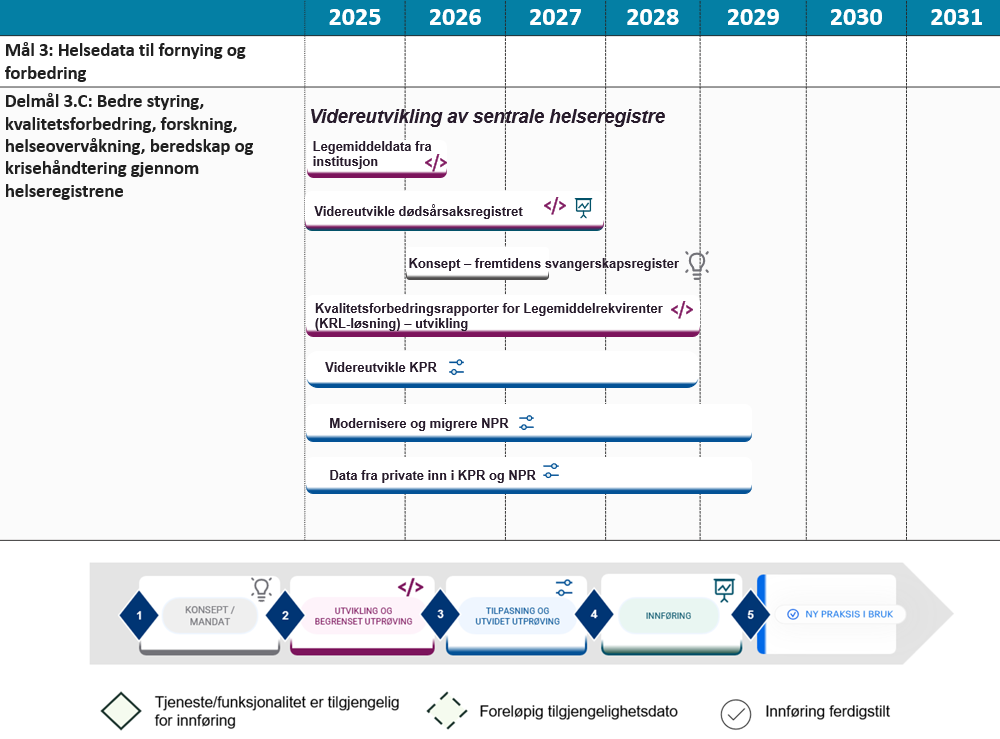 2025 2026 2027 2028 2029 2030 2031
Mål 3: Helsedata til fornying og
forbedring
Delmål 3.C: Bedre styring,
kvalitetsforbedring, forskning,
helseovervåkning, beredskap og
krisehåndtering gjennom
helseregistrene
Videreutvikling av sentrale helseregistre
Legemiddeldata fra
institusjon </>
Videreutvikle dødsårsaksregistret </>
Konsept – fremtidens svangerskapsregister
Kvalitetsforbedringsrapporter for Legemiddelrekvirenter </>
(KRL-løsning) – utvikling
Videreutvikle KPR
Modernisere og migrere NPR
Data fra private inn i KPR og NPR
1
KONSEPT /
MANDAT
2
</>
UTVIKLING OG
BEGRENSET UTPRØVING
3
TILPASNING OG
UTVIDET UTPRØVING
4
INNFØRING
5
NY PRAKSIS I BRUK
Tjeneste/funksjonalitet er tilgjengelig
for innføring
Foreløpig tilgjengelighetsdato
Innføring ferdigstilt